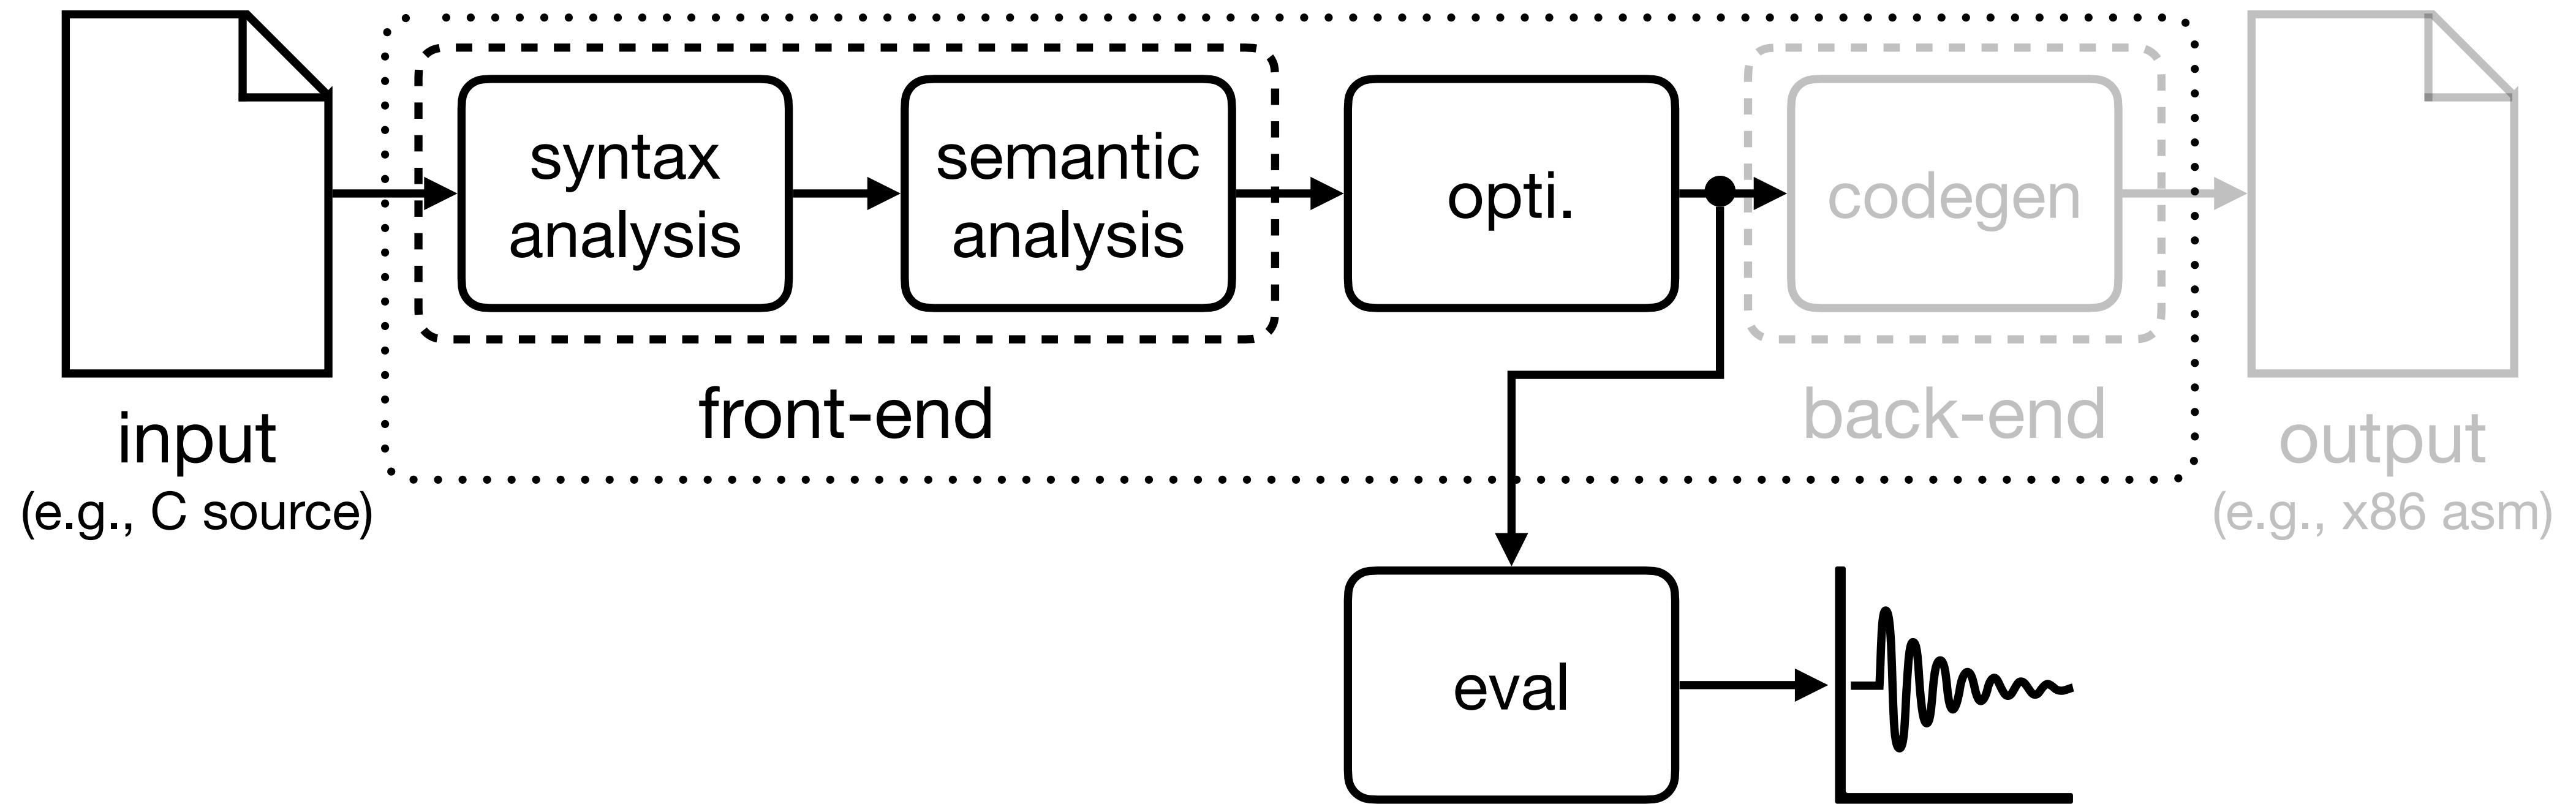 syntax
analysis
semantic
analysis
opti.
codegen
front-end
back-end
input
(e.g., C source)
output
(e.g., x86 asm)
eval